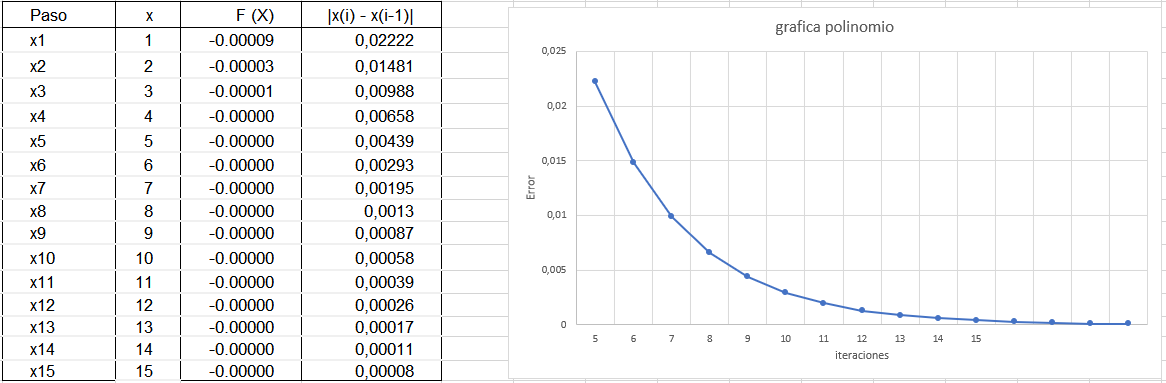 Paso x F (X) |x(i) - x(i-1)|
x1 1 -0.00009 0,02222
x2 2 -0.00003 0,01481
x3 3 -0.00001 0,00988
x4 4 -0.00000 0,00658
x5 5 -0.00000 0,00439
x6 6 -0.00000 0,00293
x7 7 -0.00000 0,00195
x8 8 -0.00000 0,0013
x9 9 -0.00000 0,00087
x10 10 -0.00000 0,00058
x11 11 -0.00000 0,00039
x12 12 -0.00000 0,00026
x13 13 -0.00000 0,00017
x14 14 -0.00000 0,00011
x15 15 -0.00000 0,00008
grafica polinomio
0,025
0,02
0,015
0,01
0,005
0
Error
5 6 7 8 9 10 11 12 13 14 15
iteraciones